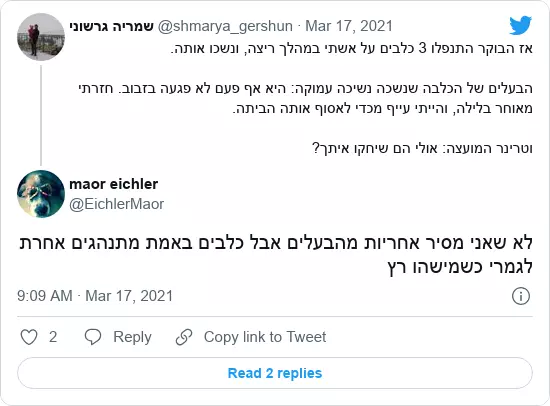 שמריה גרשוני @shmarya_gershun · Mar 17, 2021
אז הבוקר התנפלו 3 כלבים על אשתי במהלך ריצה, ונשכו אותה.
הבעלים של הכלבה שנשכה נשיכה עמוקה: היא אף פעם לא פגעה בזבוב. חזרתי
מאוחר בלילה, והייתי עייף מכדי לאסוף אותה הביתה.
וטרינר המועצה: אולי הם שיחקו איתך?
maor eichler
@EichlerMaor
לא שאני מסיר אחריות מהבעלים אבל כלבים באמת מתנהגים אחרת
לגמרי כשמישהו רץ
9:09 AM · Mar 17, 2021
2 Reply Copy link to Tweet
Read 2 replies